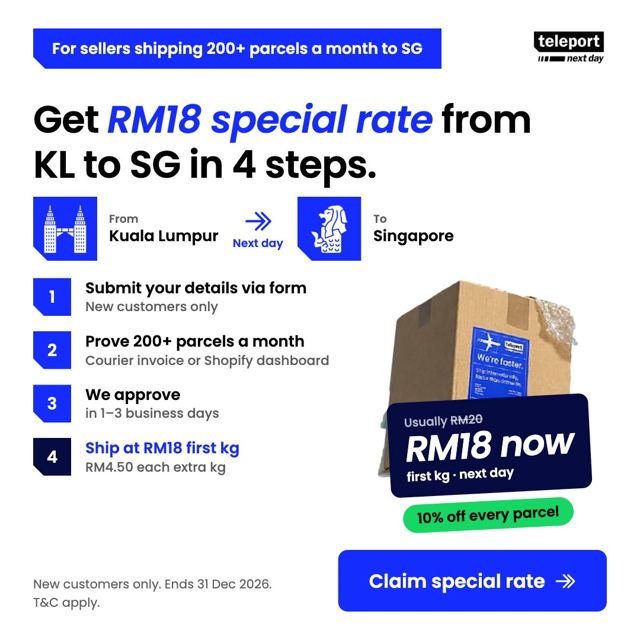 For sellers shipping 200+ parcels a month to SG
teleport
next day
Get RM18 special rate from
KL to SG in 4 steps.
From
Kuala Lumpur
Next day
To
Singapore
1
Submit your details via form
New customers only
2
Prove 200+ parcels a month
Courier invoice or Shopify dashboard
3
We approve
in 1–3 business days
4
Ship at RM18 first kg
RM4.50 each extra kg
teleport
We're faster.
Usually RM20
RM18 now
first kg · next day
10% off every parcel
New customers only. Ends 31 Dec 2026.
T&C apply.
Claim special rate